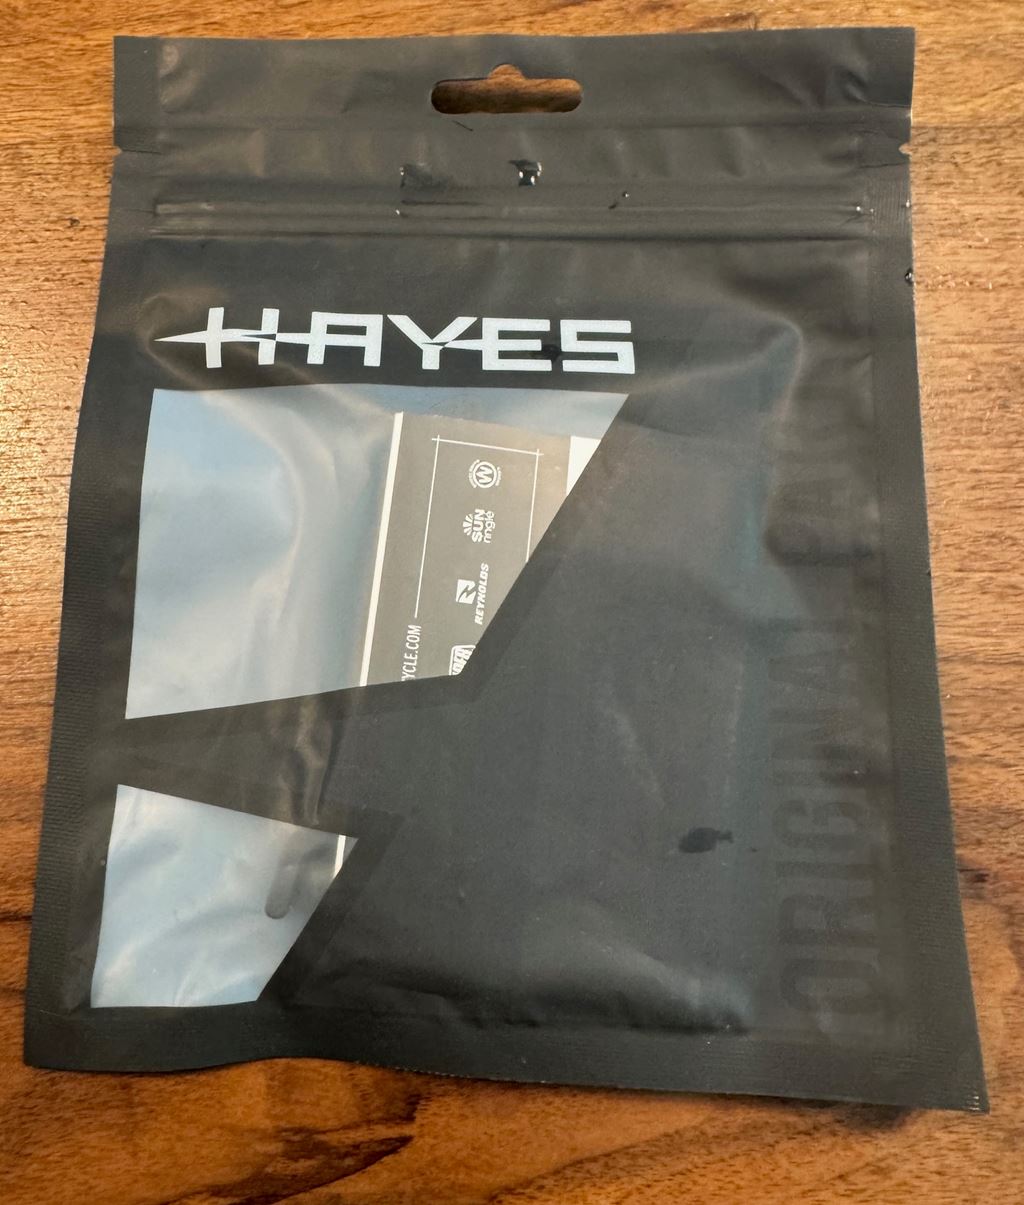 HAYES
W
SUN
ringlé
REYNOLDS
YCLE.COM
ORIGINAL